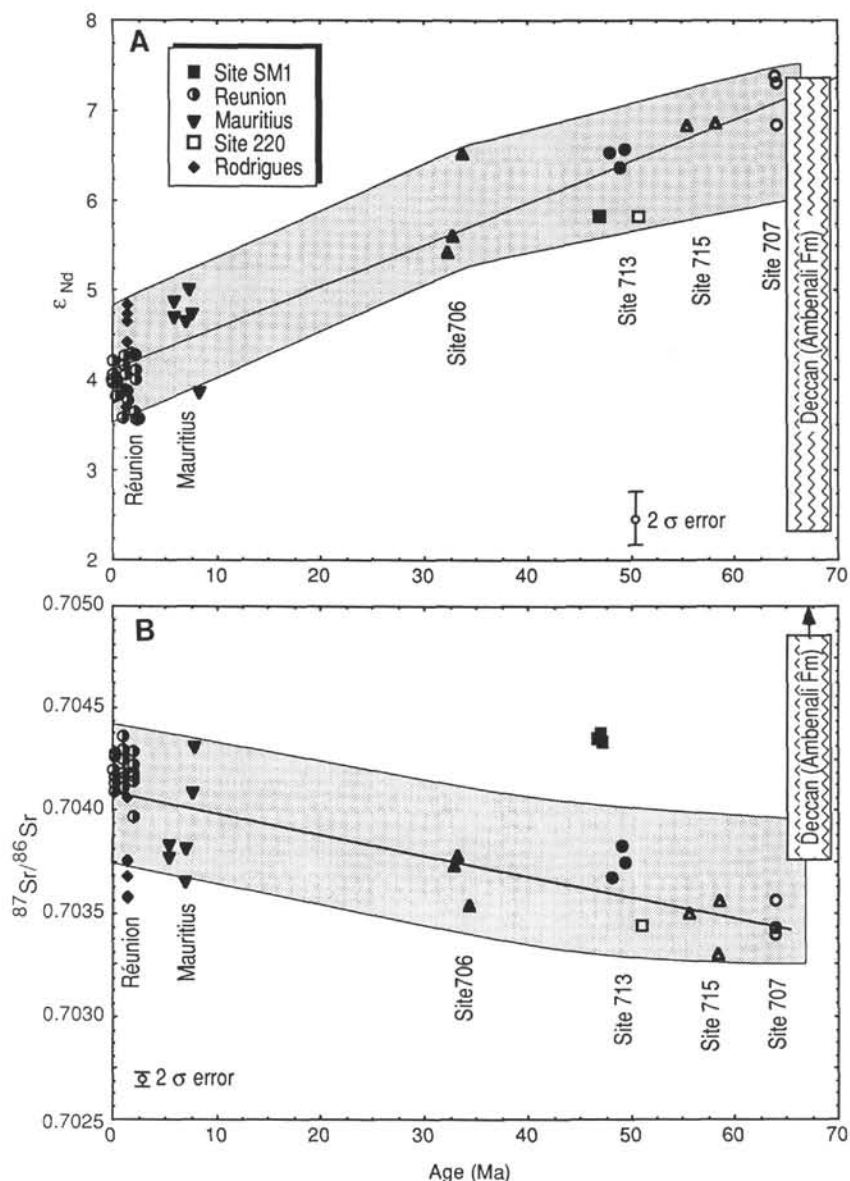 A
Site SM1
Reunion
Mauritius
Site 220
Rodrigues
8
7
6
5
4
3
2
ε Nd
Réunion
Mauritius
Site706
Site 713
Site 715
Site 707
Deccan (Ambenali Fm)
2 σ error
0 10 20 30 40 50 60 70
B
0.7050
0.7045
0.7040
0.7035
0.7030
0.7025
87Sr/86Sr
Réunion
Mauritius
Site706
Site 713
Site 715
Site 707
Deccan (Ambenali Fm)
2 σ error
0 10 20 30 40 50 60 70
Age (Ma)